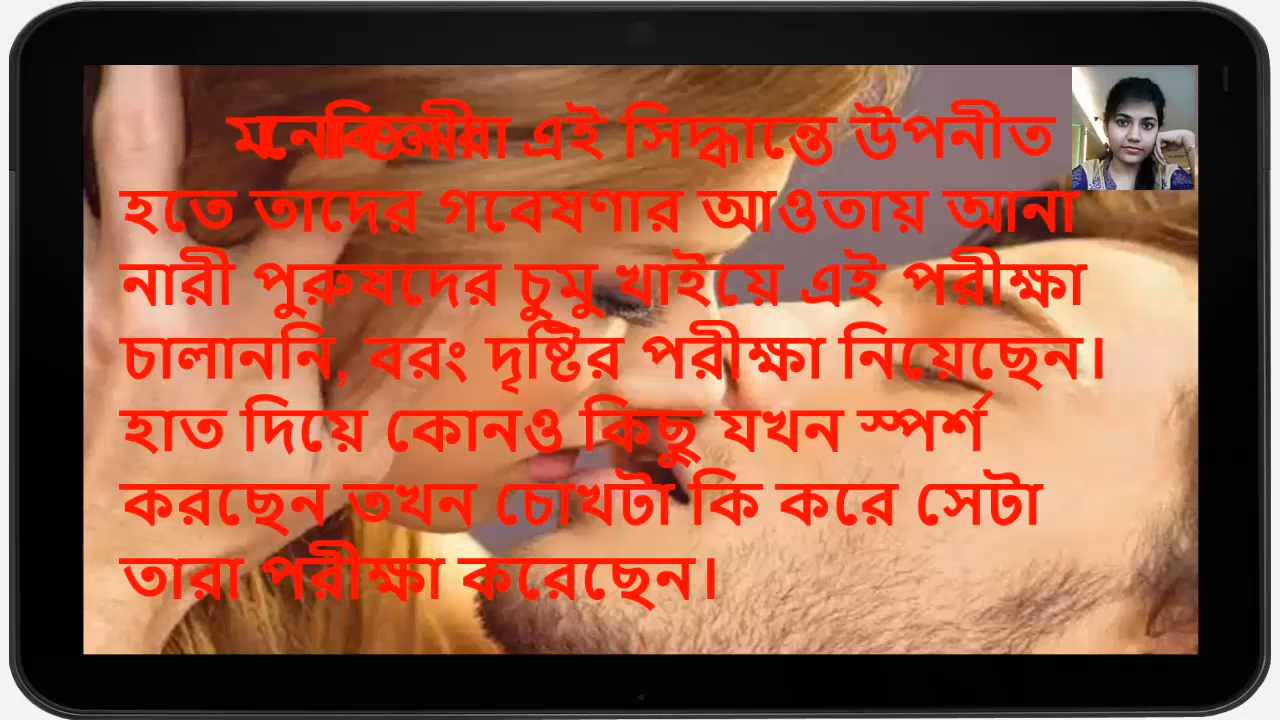 এই সিদ্ধান্তে উপনীত
হতে তাদের গবেষণার আওতায় আনা
নারী পুরুষদের চুমু খাইয়ে এই পরীক্ষা
চালাননি, বরং দৃষ্টির পরীক্ষা নিয়েছেন।
হাত দিয়ে কোনও কিছু যখন স্পর্শ
করছেন তখন চোখটা কি করে সেটা
তারা পরীক্ষা করেছেন।